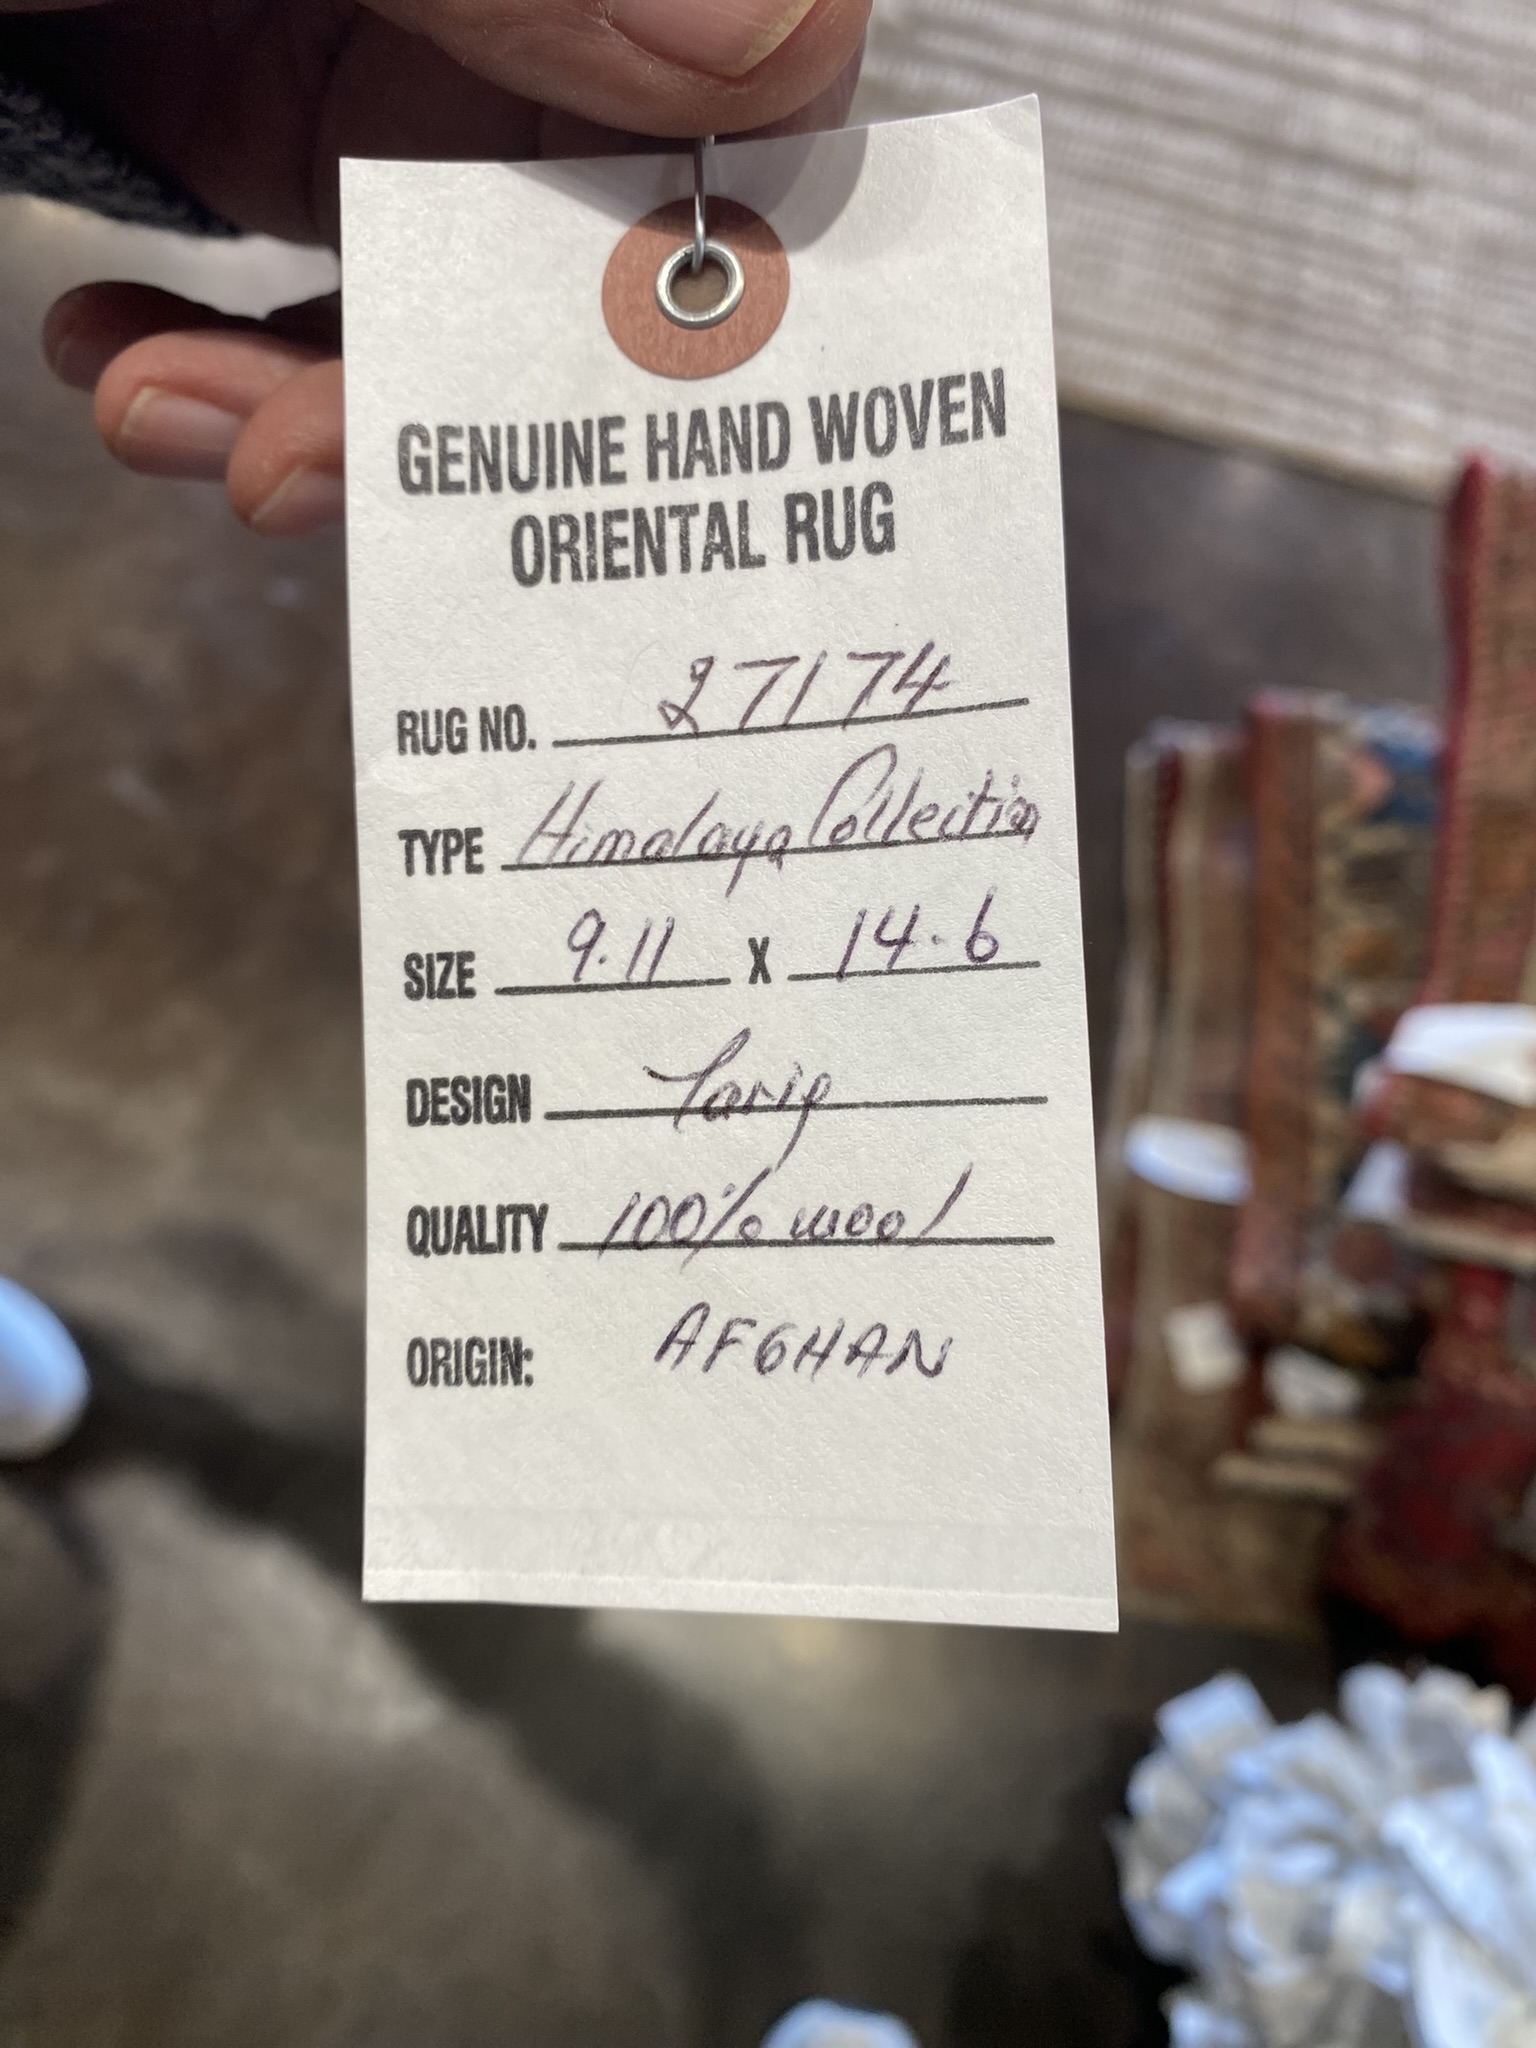 GENUINE HAND WOVEN
ORIENTAL RUG
RUG NO. 27174
TYPE Himalaya Collection
SIZE 9.11 X 14.6
DESIGN Tariq
QUALITY 100% wool
ORIGIN: AFGHAN